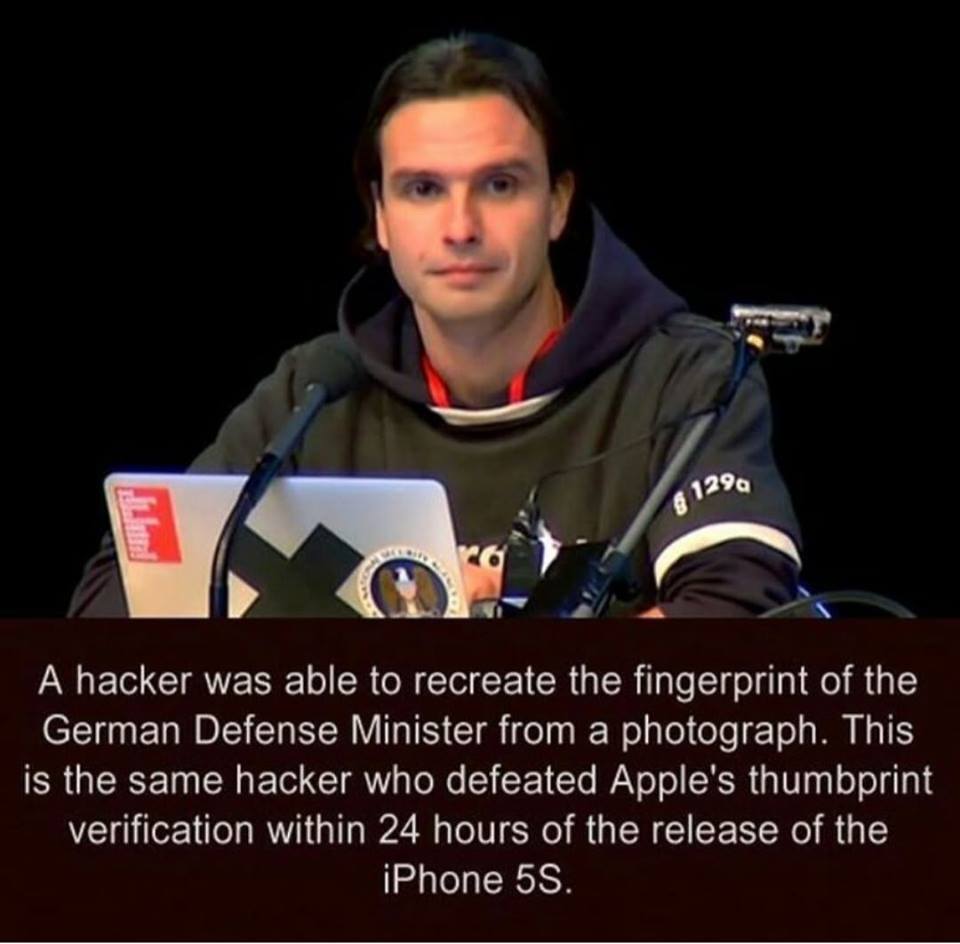 § 129a
A hacker was able to recreate the fingerprint of the
German Defense Minister from a photograph. This
is the same hacker who defeated Apple's thumbprint
verification within 24 hours of the release of the
iPhone 5S.